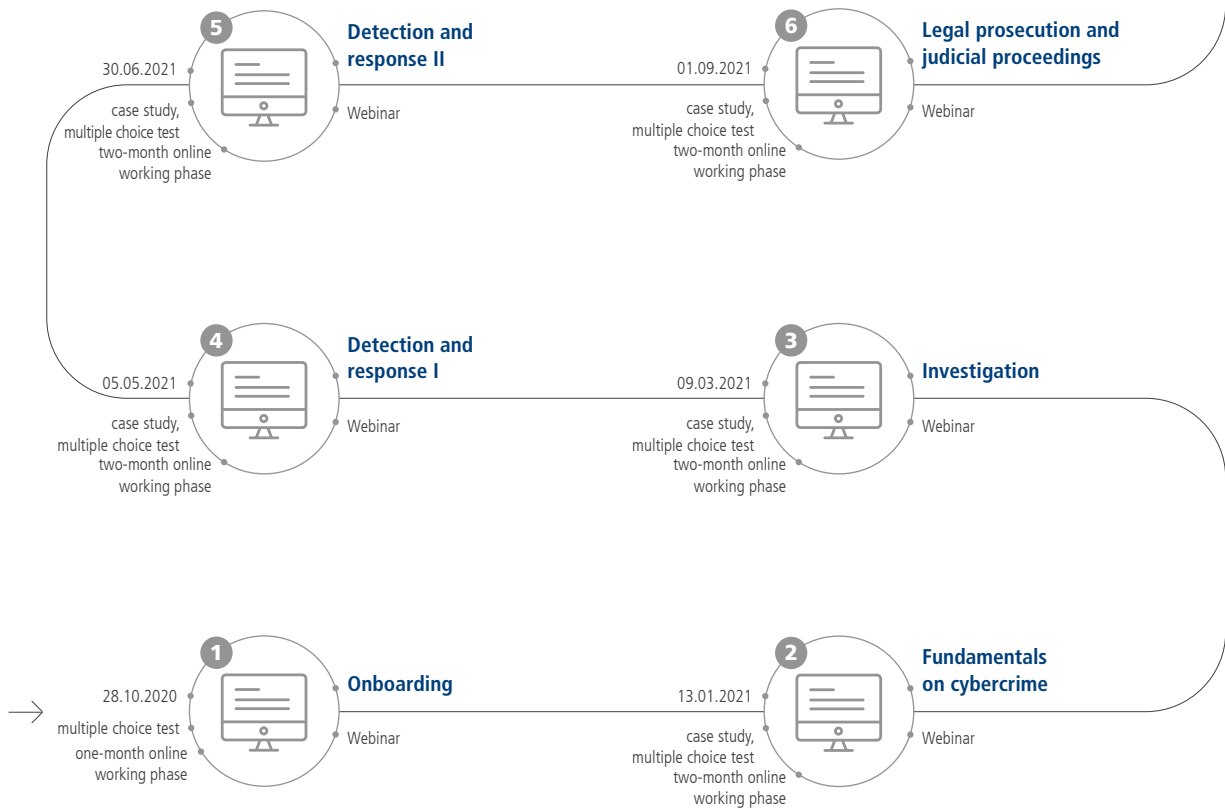 5
Detection and
response II
30.06.2021
case study,
multiple choice test
two-month online
working phase
Webinar
6
Legal prosecution and
judicial proceedings
01.09.2021
case study,
multiple choice test
two-month online
working phase
Webinar
4
Detection and
response I
05.05.2021
case study,
multiple choice test
two-month online
working phase
Webinar
3
Investigation
09.03.2021
case study,
multiple choice test
two-month online
working phase
Webinar
1
Onboarding
28.10.2020
multiple choice test
one-month online
working phase
Webinar
2
Fundamentals
on cybercrime
13.01.2021
case study,
multiple choice test
two-month online
working phase
Webinar